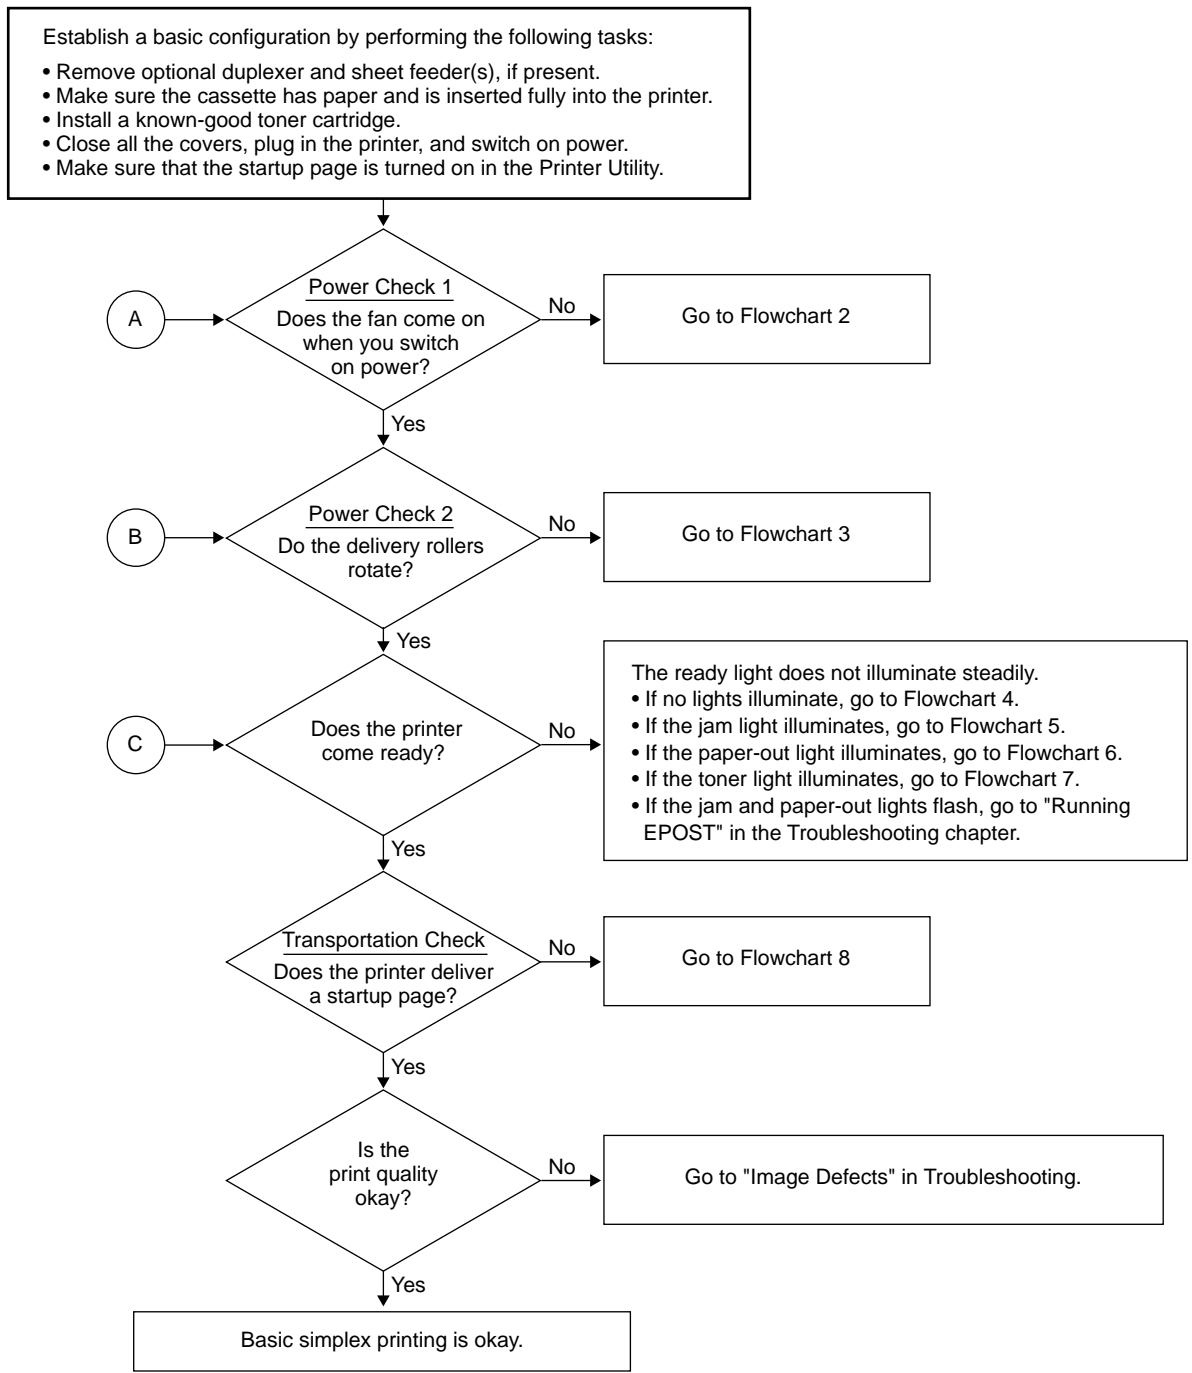 Establish a basic configuration by performing the following tasks:
• Remove optional duplexer and sheet feeder(s), if present.
• Make sure the cassette has paper and is inserted fully into the printer.
• Install a known-good toner cartridge.
• Close all the covers, plug in the printer, and switch on power.
• Make sure that the startup page is turned on in the Printer Utility.
A
Power Check 1
Does the fan come on
when you switch
on power?
No
Go to Flowchart 2
Yes
B
Power Check 2
Do the delivery rollers
rotate?
No
Go to Flowchart 3
Yes
C
Does the printer
come ready?
No
The ready light does not illuminate steadily.
• If no lights illuminate, go to Flowchart 4.
• If the jam light illuminates, go to Flowchart 5.
• If the paper-out light illuminates, go to Flowchart 6.
• If the toner light illuminates, go to Flowchart 7.
• If the jam and paper-out lights flash, go to "Running
EPOST" in the Troubleshooting chapter.
Yes
Transportation Check
Does the printer deliver
a startup page?
No
Go to Flowchart 8
Yes
Is the
print quality
okay?
No
Go to "Image Defects" in Troubleshooting.
Yes
Basic simplex printing is okay.